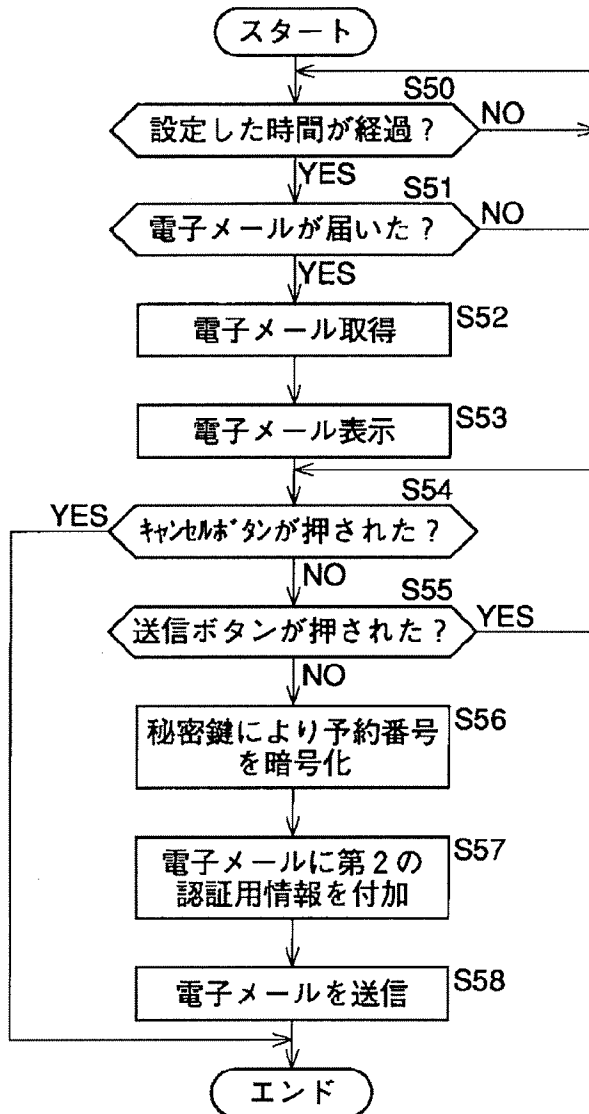 スタート
S50
設定した時間が経過？
NO
YES
S51
電子メールが届いた？
NO
YES
電子メール取得
S52
電子メール表示
S53
S54
YES
ｷｬﾝｾﾙﾎﾞﾀﾝが押された？
NO
S55
送信ボタンが押された？
YES
NO
秘密鍵により予約番号
を暗号化
S56
電子メールに第２の
認証用情報を付加
S57
電子メールを送信
S58
エンド